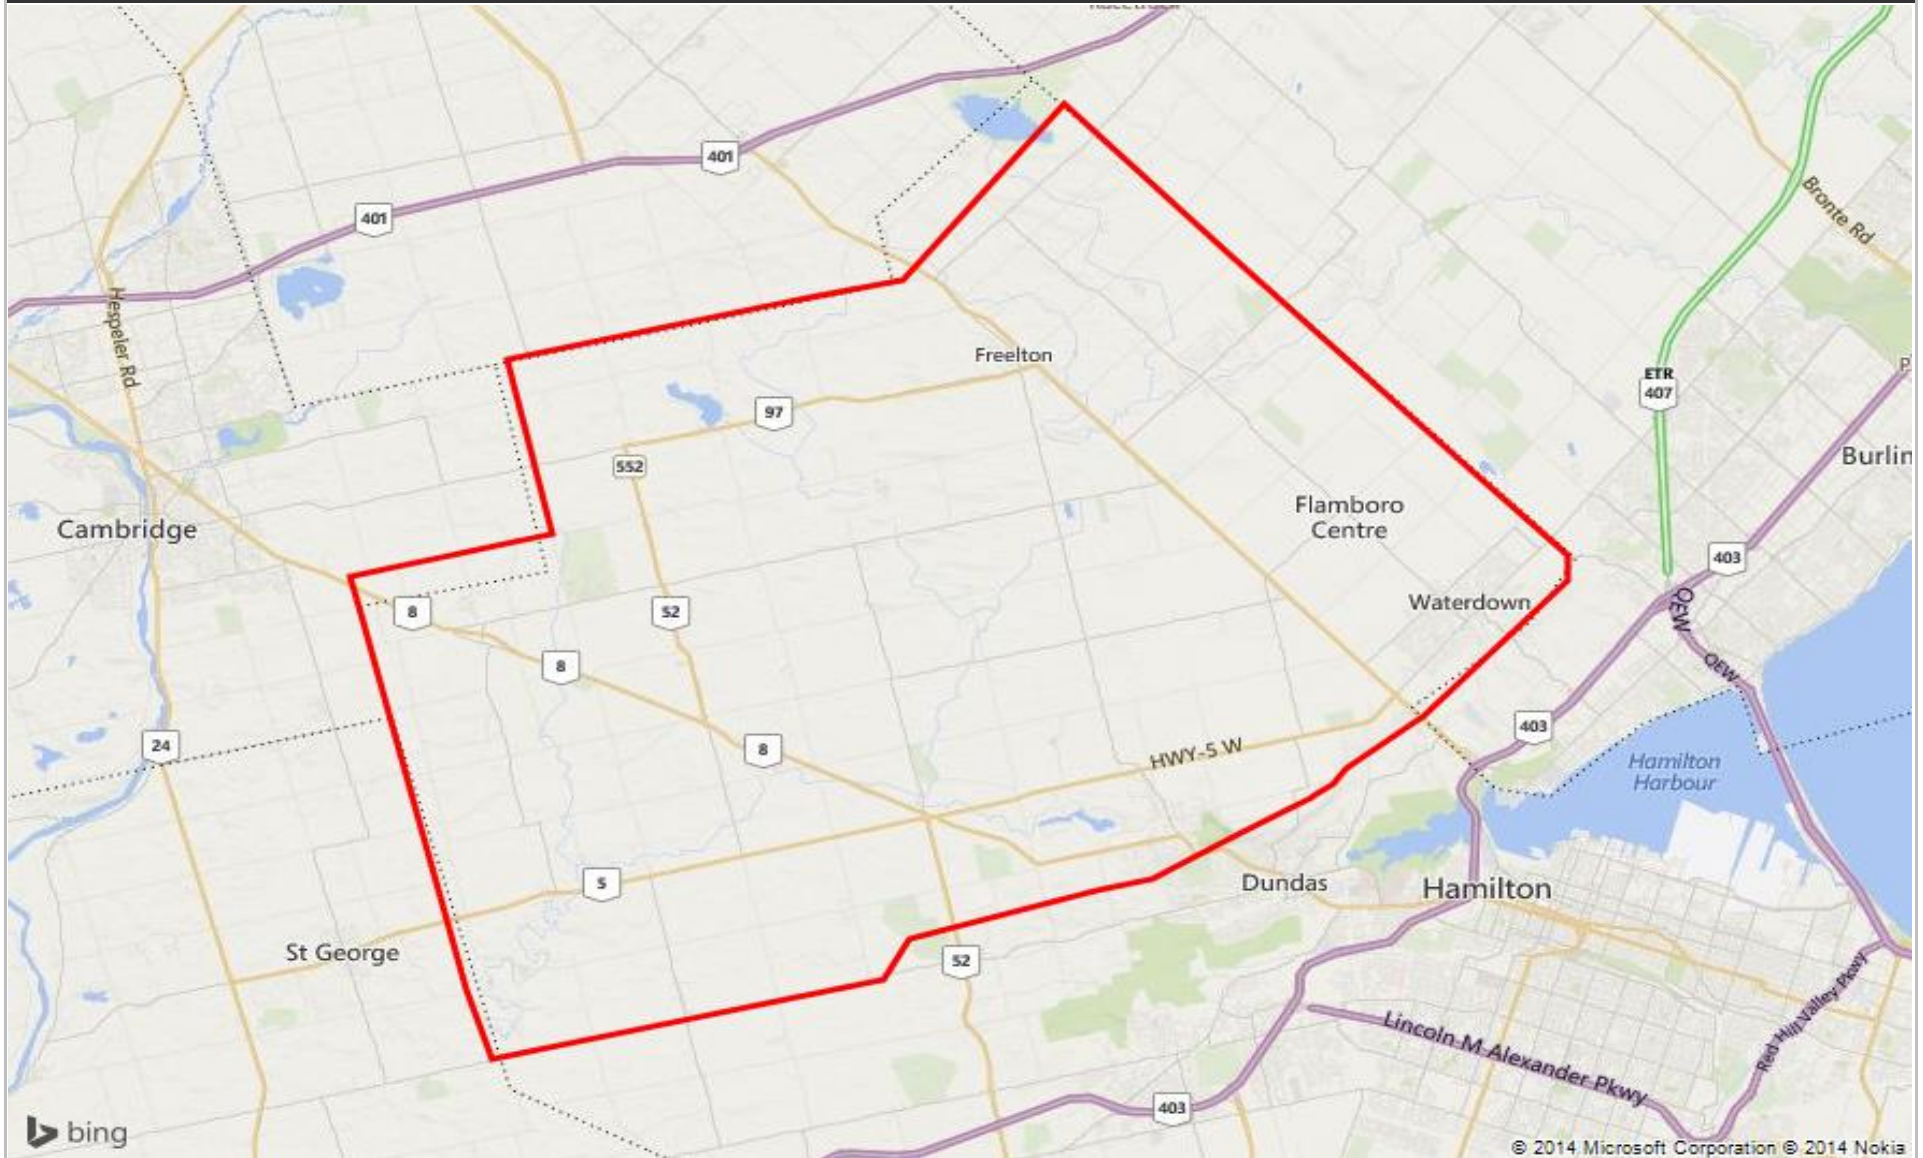 401
401
Bronte Rd
Hespeler Rd
Freelton
ETR
407
97
552
Burlin
Flamboro
Centre
Cambridge
403
8
52
Waterdown
QEW
8
QEW
24
8
HWY-5 W
403
Hamilton
Harbour
5
Dundas
Hamilton
St George
52
Lincoln M Alexander Pkwy
Red Hill Valley Pkwy
403
bing
© 2014 Microsoft Corporation © 2014 Nokia